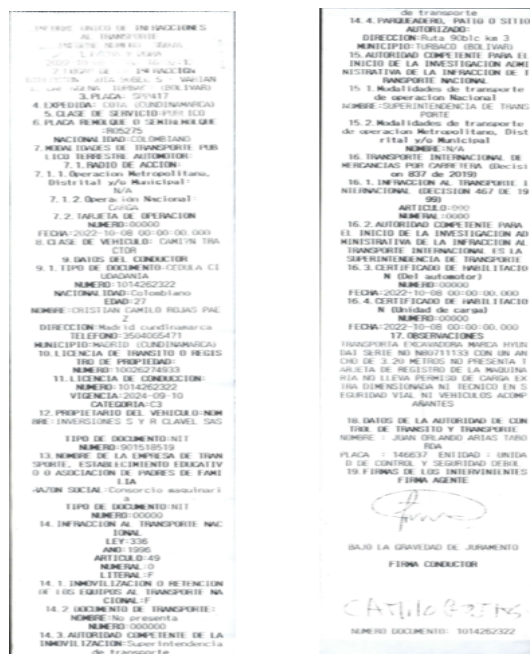 INFORME UNICO DE INFRACCIONES
AL TRANSPORTE
3. PLACA: SPP417
4. EXPEDIDA: COTA (CUNDINAMARCA)
5. CLASE DE SERVICIO: PUBLICO
6. PLACA REMOLQUE O SEMIREMOLQUE
:R05275
NACIONALIDAD: COLOMBIANO
7. MODALIDADES DE TRANSPORTE PUB
LICO TERRESTRE AUTOMOTOR:
7.1. RADIO DE ACCION:
7.1.1. Operacion Metropolitano,
Distrital y/o Municipal:
N/A
7.1.2. Operacion Nacional:
CARGA
7.2. TARJETA DE OPERACION
NUMERO: 00000
FECHA: 2022-10-08 00:00:00.000
8. CLASE DE VEHICULO: CAMION TRA
CTOR
9. DATOS DEL CONDUCTOR
9.1. TIPO DE DOCUMENTO: CEDULA CI
UDADANIA
NUMERO: 1014262322
NACIONALIDAD: Colombiano
EDAD: 27
NOMBRE: CRISTIAN CAMILO ROJAS PAE
Z
DIRECCION: Madrid cundinamarca
TELEFONO: 3504065471
MUNICIPIO: MADRID (CUNDINAMARCA)
10. LICENCIA DE TRANSITO O REGIS
TRO DE PROPIEDAD:
NUMERO: 10026274933
11. LICENCIA DE CONDUCCION:
NUMERO: 1014262322
VIGENCIA: 2024-09-10
CATEGORIA: C3
12. PROPIETARIO DEL VEHICULO: NOM
BRE: INVERSIONES S Y R CLAVEL SAS
TIPO DE DOCUMENTO: NIT
NUMERO: 901518519
13. NOMBRE DE LA EMPRESA DE TRAN
SPORTE, ESTABLECIMIENTO EDUCATIV
O O ASOCIACION DE PADRES DE FAMI
LIA
RAZON SOCIAL: Consorcio maquinari
a
TIPO DE DOCUMENTO: NIT
NUMERO: 00000
14. INFRACCION AL TRANSPORTE NAC
IONAL
LEY: 336
ANO: 1996
ARTICULO: 49
NUMERAL: 0
LITERAL: F
14.1. INMOVILIZACION O RETENCION
DE LOS EQUIPOS AL TRANSPORTE NA
CIONAL: F
14.2 DOCUMENTO DE TRANSPORTE:
NOMBRE: No presenta
NUMERO: 000000
14.3. AUTORIDAD COMPETENTE DE LA
INMOVILIZACION: Superintendencia
de transporte
de transporte
14.4. PARQUEADERO, PATIO O SITIO
AUTORIZADO:
DIRECCION: Ruta 90blc km 3
MUNICIPIO: TURBACO (BOLIVAR)
15. AUTORIDAD COMPETENTE PARA EL
INICIO DE LA INVESTIGACION ADMI
NISTRATIVA DE LA INFRACCION DE T
RANSPORTE NACIONAL
15.1. Modalidades de transporte
de operacion Nacional
NOMBRE: SUPERINTENDENCIA DE TRANS
PORTE
15.2. Modalidades de transporte
de operacion Metropolitano, Dist
rital y/o Municipal
NOMBRE: N/A
16. TRANSPORTE INTERNACIONAL DE
MERCANCIAS POR CARRETERA (Decisi
on 837 de 2019)
16.1. INFRACCION AL TRANSPORTE I
NTERNACIONAL (DECISION 467 DE 19
99)
ARTICULO: 000
NUMERAL: 0000
16.2. AUTORIDAD COMPETENTE PARA
EL INICIO DE LA INVESTIGACION AD
MINISTRATIVA DE LA INFRACCION AL
TRANSPORTE INTERNACIONAL ES LA
SUPERINTENDENCIA DE TRANSPORTE
16.3. CERTIFICADO DE HABILITACIO
N (Del automotor)
NUMERO: 00000
FECHA: 2022-10-08 00:00:00.000
16.4. CERTIFICADO DE HABILITACIO
N (Unidad de carga)
NUMERO: 00000
FECHA: 2022-10-08 00:00:00.000
17. OBSERVACIONES
TRANSPORTA EXCAVADORA MARCA HYUN
DAI SERIE NO N80711133 CON UN AN
CHO DE 3.20 METROS NO PRESENTA T
ARJETA DE REGISTRO DE LA MAQUINA
RIA NO LLEVA PERMISO DE CARGA EX
TRA DIMENSIONADA NI TECNICO EN S
EGURIDAD VIAL NI VEHICULOS ACOMP
AÑANTES
18. DATOS DE LA AUTORIDAD DE CON
TROL DE TRANSITO Y TRANSPORTE
NOMBRE : JUAN ORLANDO ARIAS TABO
RDA
PLACA : 146637 ENTIDAD : UNIDA
D DE CONTROL Y SEGURIDAD DEBOL
19. FIRMAS DE LOS INTERVINIENTES
FIRMA AGENTE
BAJO LA GRAVEDAD DE JURAMENTO
FIRMA CONDUCTOR
NUMERO DOCUMENTO: 1014262322